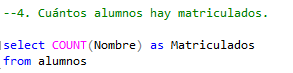 --4. Cuántos alumnos hay matriculados.
select COUNT(Nombre) as Matriculados
from alumnos